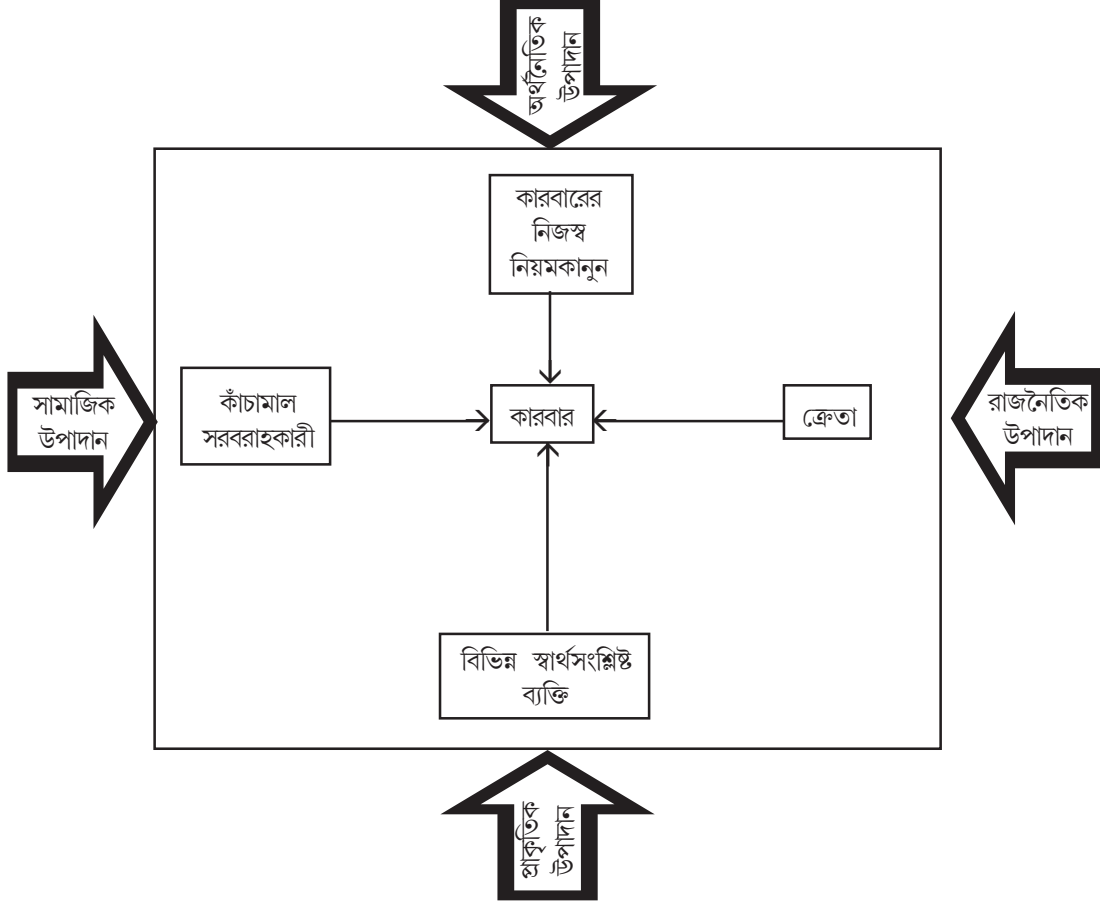 অর্থনৈতিক
উপাদান
কারবারের
নিজস্ব
নিয়মকানুন
সামাজিক
উপাদান
কাঁচামাল
সরবরাহকারী
কারবার
ক্রেতা
রাজনৈতিক
উপাদান
বিভিন্ন স্বার্থসংশ্লিষ্ট
ব্যক্তি
প্রাকৃতিক
উপাদান